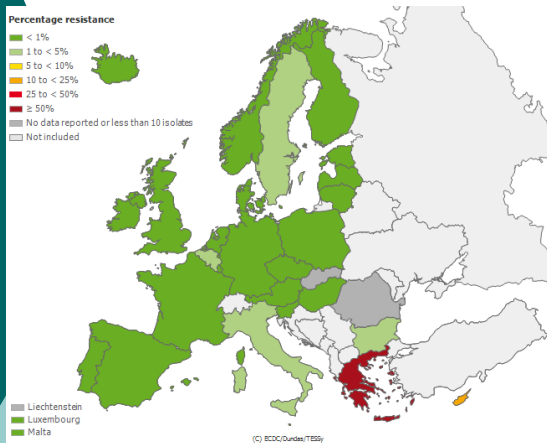 Percentage resistance
< 1%
1 to < 5%
5 to < 10%
10 to < 25%
25 to < 50%
≥ 50%
No data reported or less than 10 isolates
Not included
Liechtenstein
Luxembourg
Malta
(C) ECDC/Dundas/TESSy